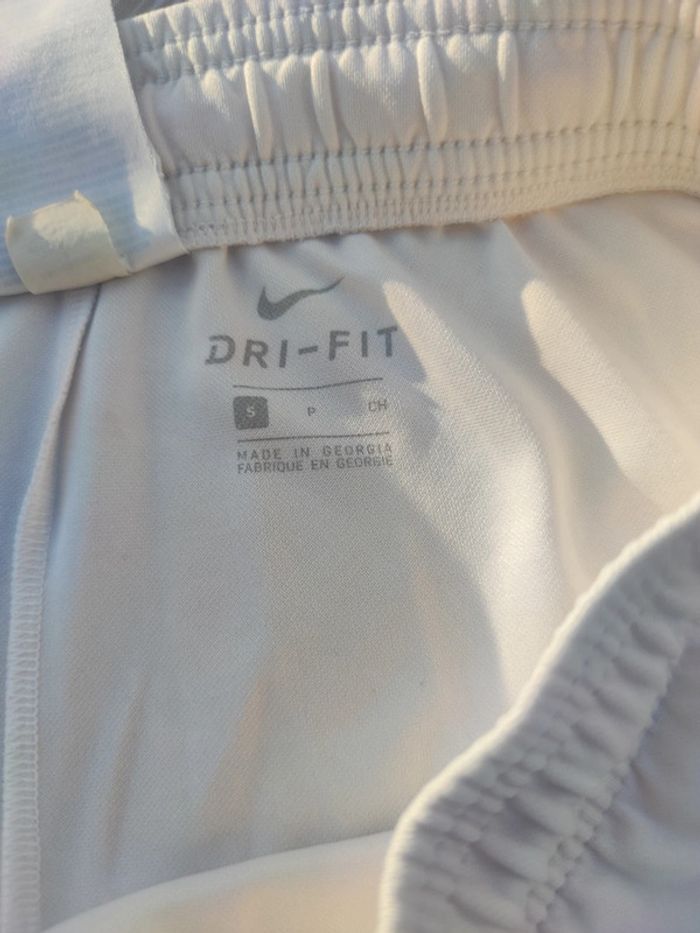 DRI-FIT
S P CH
MADE IN GEORGIA
FABRIQUE EN GEORGIE